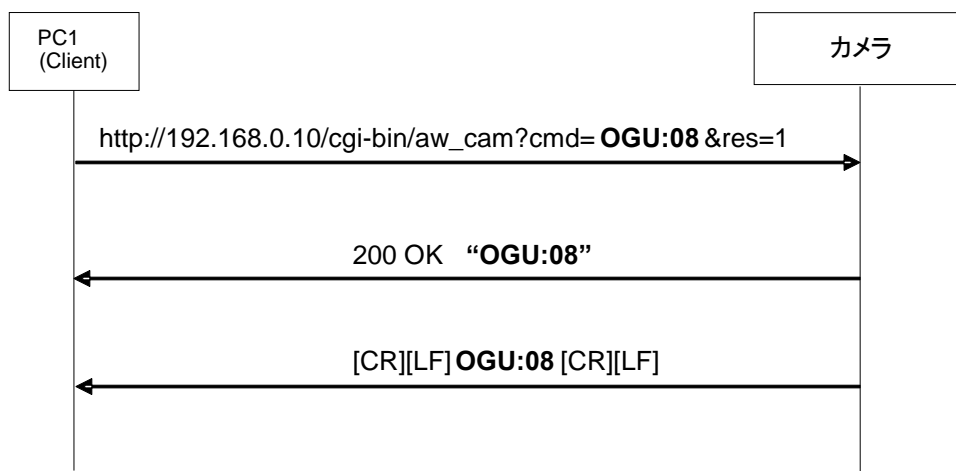 PC1
(Client)
カメラ
http://192.168.0.10/cgi-bin/aw_cam?cmd= OGU:08 &res=1
200 OK “OGU:08”
[CR][LF] OGU:08 [CR][LF]